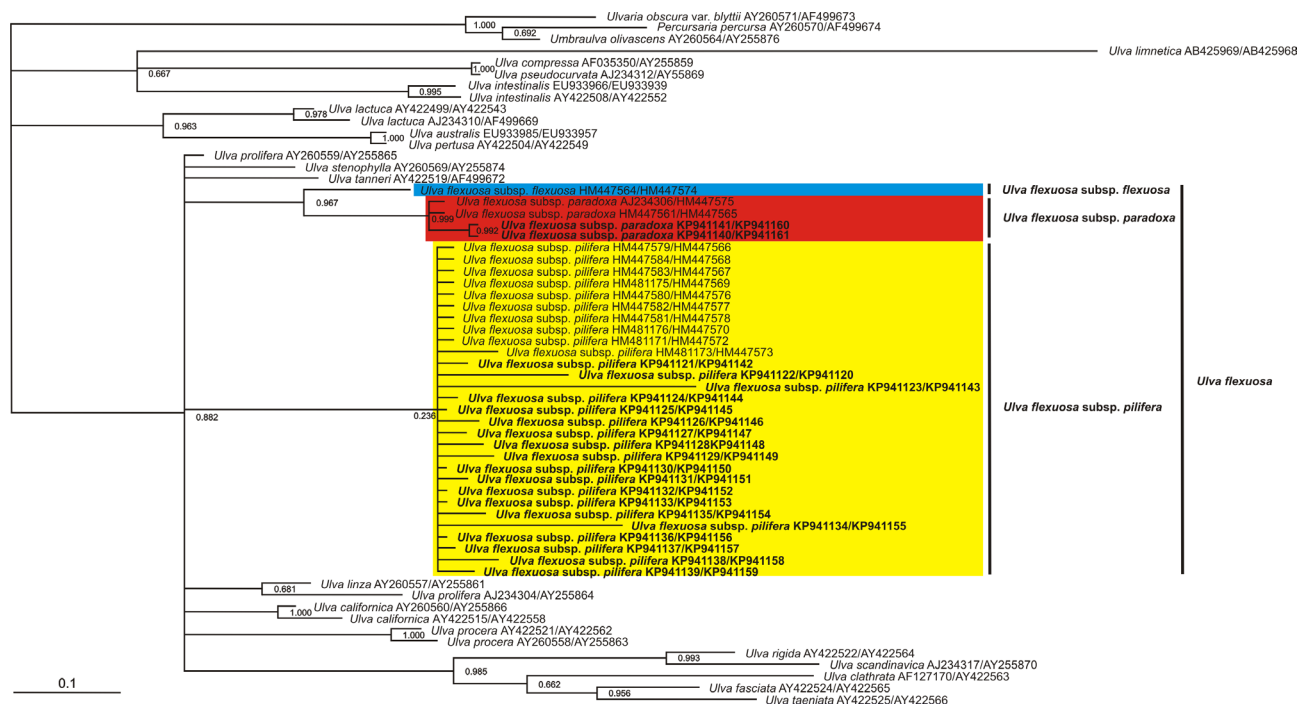 Ulvaria obscura var. blyttii AY260571/AF499673
1.000
Percursaria percursa AY260570/AF499674
0.692
Umbraulva olivascens AY260564/AY255876
Ulva limnetica AB425969/AB425968
Ulva compressa AF035350/AY255859
0.667
1.000
Ulva pseudocurvata AJ234312/AY55869
Ulva intestinalis EU933966/EU933939
0.995
Ulva intestinalis AY422508/AY422552
Ulva lactuca AY422499/AY422543
0.978
Ulva lactuca AJ234310/AF499669
0.963
Ulva australis EU933985/EU933957
1.000
Ulva pertusa AY422504/AY422549
Ulva prolifera AY260559/AY255865
Ulva stenophylla AY260569/AY255874
Ulva tanneri AY422519/AF499672
Ulva flexuosa subsp. flexuosa HM447564/HM447574
Ulva flexuosa subsp. flexuosa
0.967
Ulva flexuosa subsp. paradoxa AJ234306/HM447575
Ulva flexuosa subsp. paradoxa HM447561/HM447565
0.999
Ulva flexuosa subsp. paradoxa
Ulva flexuosa subsp. paradoxa KP941141/KP941160
0.992
Ulva flexuosa subsp. paradoxa KP941140/KP941161
Ulva flexuosa subsp. pilifera HM447579/HM447566
Ulva flexuosa subsp. pilifera HM447584/HM447568
Ulva flexuosa subsp. pilifera HM447583/HM447567
Ulva flexuosa subsp. pilifera HM481175/HM447569
Ulva flexuosa subsp. pilifera HM447580/HM447576
Ulva flexuosa subsp. pilifera HM447582/HM447577
Ulva flexuosa subsp. pilifera HM447581/HM447578
Ulva flexuosa subsp. pilifera HM481176/HM447570
Ulva flexuosa subsp. pilifera HM481171/HM447572
Ulva flexuosa subsp. pilifera HM481173/HM447573
Ulva flexuosa subsp. pilifera KP941121/KP941142
Ulva flexuosa subsp. pilifera KP941122/KP941120
Ulva flexuosa
Ulva flexuosa subsp. pilifera KP941123/KP941143
Ulva flexuosa subsp. pilifera KP941124/KP941144
0.882
0.236
Ulva flexuosa subsp. pilifera KP941125/KP941145
Ulva flexuosa subsp. pilifera
Ulva flexuosa subsp. pilifera KP941126/KP941146
Ulva flexuosa subsp. pilifera KP941127/KP941147
Ulva flexuosa subsp. pilifera KP941128KP941148
Ulva flexuosa subsp. pilifera KP941129/KP941149
Ulva flexuosa subsp. pilifera KP941130/KP941150
Ulva flexuosa subsp. pilifera KP941131/KP941151
Ulva flexuosa subsp. pilifera KP941132/KP941152
Ulva flexuosa subsp. pilifera KP941133/KP941153
Ulva flexuosa subsp. pilifera KP941135/KP941154
Ulva flexuosa subsp. pilifera KP941134/KP941155
Ulva flexuosa subsp. pilifera KP941136/KP941156
Ulva flexuosa subsp. pilifera KP941137/KP941157
Ulva flexuosa subsp. pilifera KP941138/KP941158
Ulva flexuosa subsp. pilifera KP941139/KP941159
Ulva linza AY260557/AY255861
0.681
Ulva prolifera AJ234304/AY255864
Ulva californica AY260560/AY255866
1.000
Ulva californica AY422515/AY422558
Ulva procera AY422521/AY422562
1.000
Ulva procera AY260558/AY255863
Ulva rigida AY422522/AY422564
0.993
Ulva scandinavica AJ234317/AY255870
0.985
Ulva clathrata AF127170/AY422563
0.662
Ulva fasciata AY422524/AY422565
0.956
Ulva taeniata AY422525/AY422566
0.1